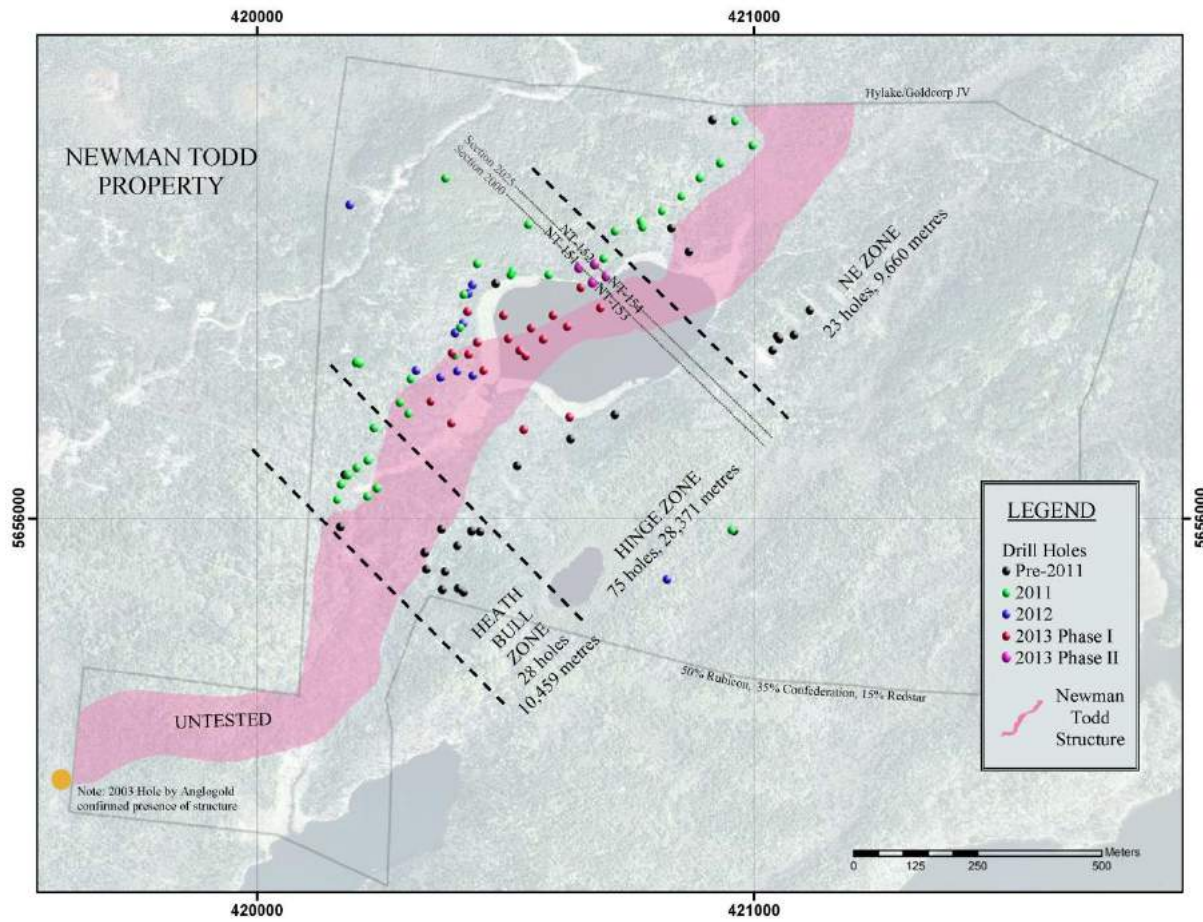 420000
421000
Hylake/Goldcorp JV
NEWMAN TODD
PROPERTY
Section 2025
Section 2000
NT-152
NT-151
NT-154
NT-153
NE ZONE
23 holes, 9,660 metres
5656000
5656000
HINGE ZONE
75 holes, 28,371 metres
HEATH
BULL
ZONE
28 holes
10,459 metres
50% Rubicon, 35% Confederation, 15% Redstar
UNTESTED
Note: 2003 Hole by Anglogold
confirmed presence of structure
LEGEND
Drill Holes
Pre-2011
2011
2012
2013 Phase I
2013 Phase II
Newman
Todd
Structure
Meters
0 125 250 500
420000
421000